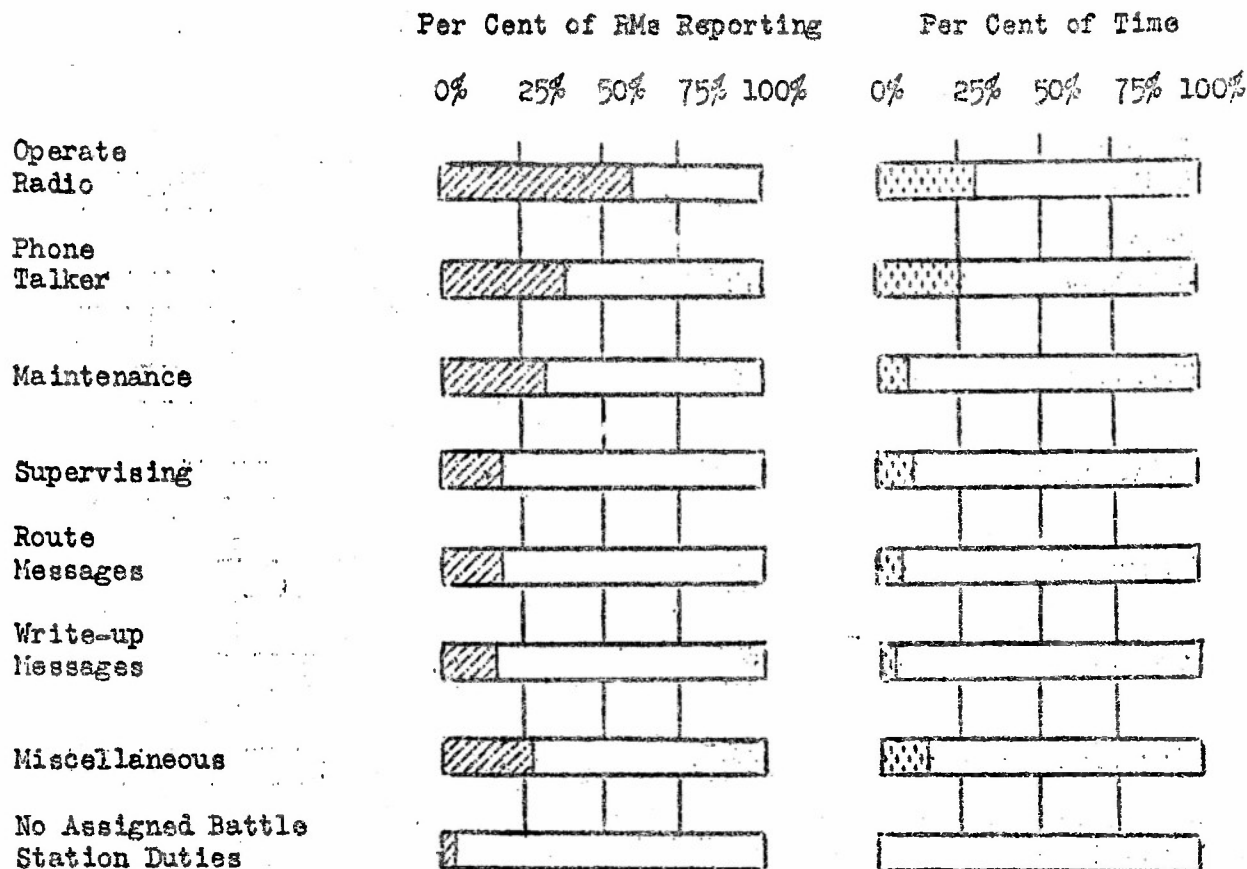 Per Cent of RMs Reporting
Per Cent of Time
0% 25% 50% 75% 100%
0% 25% 50% 75% 100%
Operate
Radio
Phone
Talker
Maintenance
Supervising
Route
Messages
Write-up
Messages
Miscellaneous
No Assigned Battle
Station Duties